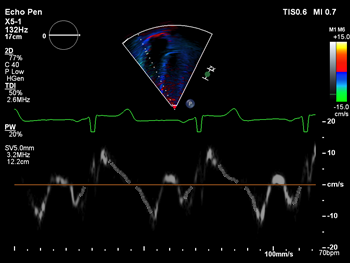 Echo Pen
X5-1
132Hz
17cm
2D
77%
C 40
P Low
HGen
TDI
50%
2.6MHz
PW
20%
SV5.0mm
3.2MHz
12.2cm
TIS0.6 MI 0.7
M1 M6
+15.0
-15.0
cm/s
P
20
10
cm/s
-10
-20
100mm/s
70bpm